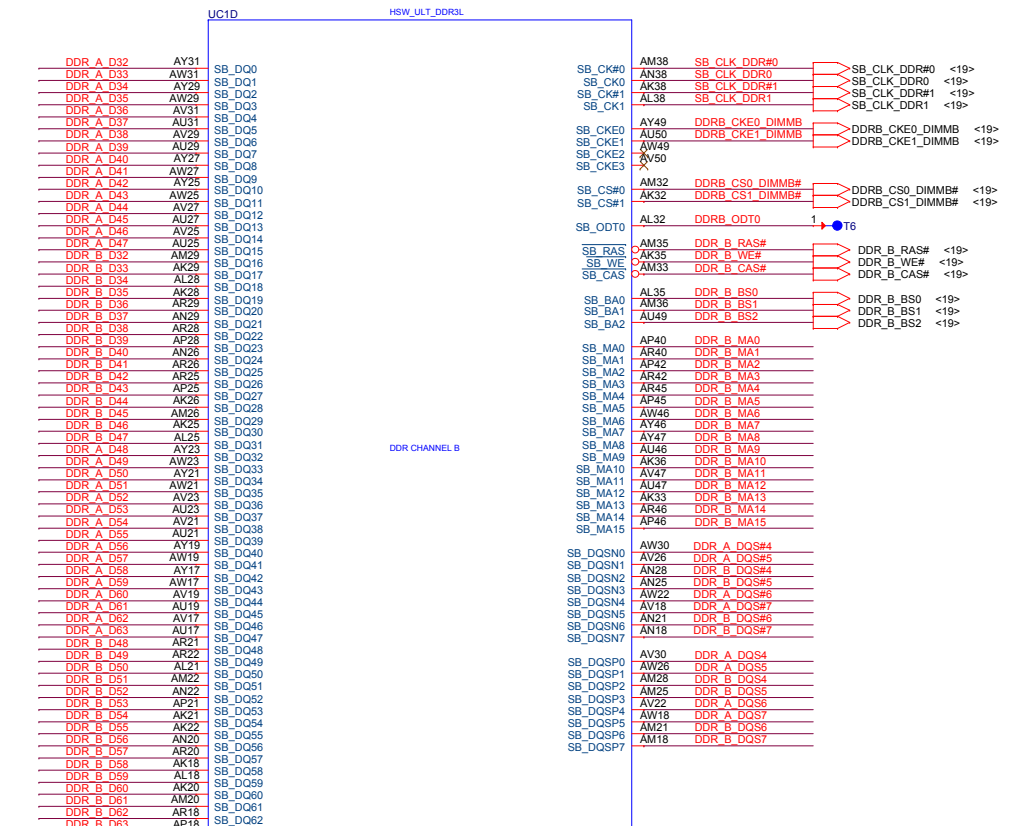 UC1D
HSW_ULT_DDR3L
DDR_A_D32 AY31 SB_DQ0
DDR_A_D33 AW31 SB_DQ1
DDR_A_D34 AY29 SB_DQ2
DDR_A_D35 AW29 SB_DQ3
DDR_A_D36 AV31 SB_DQ4
DDR_A_D37 AU31 SB_DQ5
DDR_A_D38 AV29 SB_DQ6
DDR_A_D39 AU29 SB_DQ7
DDR_A_D40 AY27 SB_DQ8
DDR_A_D41 AW27 SB_DQ9
DDR_A_D42 AY25 SB_DQ10
DDR_A_D43 AW25 SB_DQ11
DDR_A_D44 AV27 SB_DQ12
DDR_A_D45 AU27 SB_DQ13
DDR_A_D46 AV25 SB_DQ14
DDR_A_D47 AU25 SB_DQ15
DDR_B_D32 AM29 SB_DQ16
DDR_B_D33 AK29 SB_DQ17
DDR_B_D34 AL28 SB_DQ18
DDR_B_D35 AK28 SB_DQ19
DDR_B_D36 AR29 SB_DQ20
DDR_B_D37 AN29 SB_DQ21
DDR_B_D38 AR28 SB_DQ22
DDR_B_D39 AP28 SB_DQ23
DDR_B_D40 AN26 SB_DQ24
DDR_B_D41 AR26 SB_DQ25
DDR_B_D42 AR25 SB_DQ26
DDR_B_D43 AP25 SB_DQ27
DDR_B_D44 AK26 SB_DQ28
DDR_B_D45 AM26 SB_DQ29
DDR_B_D46 AK25 SB_DQ30
DDR_B_D47 AL25 SB_DQ31
DDR_A_D48 AY23 SB_DQ32
DDR_A_D49 AW23 SB_DQ33
DDR_A_D50 AY21 SB_DQ34
DDR_A_D51 AW21 SB_DQ35
DDR_A_D52 AV23 SB_DQ36
DDR_A_D53 AU23 SB_DQ37
DDR_A_D54 AV21 SB_DQ38
DDR_A_D55 AU21 SB_DQ39
DDR_A_D56 AY19 SB_DQ40
DDR_A_D57 AW19 SB_DQ41
DDR_A_D58 AY17 SB_DQ42
DDR_A_D59 AW17 SB_DQ43
DDR_A_D60 AV19 SB_DQ44
DDR_A_D61 AU19 SB_DQ45
DDR_A_D62 AV17 SB_DQ46
DDR_A_D63 AU17 SB_DQ47
DDR_B_D48 AR21 SB_DQ48
DDR_B_D49 AR22 SB_DQ49
DDR_B_D50 AL21 SB_DQ50
DDR_B_D51 AM22 SB_DQ51
DDR_B_D52 AN22 SB_DQ52
DDR_B_D53 AP21 SB_DQ53
DDR_B_D54 AK21 SB_DQ54
DDR_B_D55 AK22 SB_DQ55
DDR_B_D56 AN20 SB_DQ56
DDR_B_D57 AR20 SB_DQ57
DDR_B_D58 AK18 SB_DQ58
DDR_B_D59 AL18 SB_DQ59
DDR_B_D60 AK20 SB_DQ60
DDR_B_D61 AM20 SB_DQ61
DDR_B_D62 AR18 SB_DQ62
DDR_B_D63 AP18
DDR CHANNEL B
SB_CK#0 AM38 SB_CLK_DDR#0 SB_CLK_DDR#0 <19>
SB_CK0 AN38 SB_CLK_DDR0 SB_CLK_DDR0 <19>
SB_CK#1 AK38 SB_CLK_DDR#1 SB_CLK_DDR#1 <19>
SB_CK1 AL38 SB_CLK_DDR1 SB_CLK_DDR1 <19>
SB_CKE0 AY49 DDRB_CKE0_DIMMB DDRB_CKE0_DIMMB <19>
SB_CKE1 AU50 DDRB_CKE1_DIMMB DDRB_CKE1_DIMMB <19>
SB_CKE2 AW49
SB_CKE3 AV50
SB_CS#0 AM32 DDRB_CS0_DIMMB# DDRB_CS0_DIMMB# <19>
SB_CS#1 AK32 DDRB_CS1_DIMMB# DDRB_CS1_DIMMB# <19>
SB_ODT0 AL32 DDRB_ODT0 1 T6
SB_RAS AM35 DDR_B_RAS# DDR_B_RAS# <19>
SB_WE AK35 DDR_B_WE# DDR_B_WE# <19>
SB_CAS AM33 DDR_B_CAS# DDR_B_CAS# <19>
SB_BA0 AL35 DDR_B_BS0 DDR_B_BS0 <19>
SB_BA1 AM36 DDR_B_BS1 DDR_B_BS1 <19>
SB_BA2 AU49 DDR_B_BS2 DDR_B_BS2 <19>
SB_MA0 AP40 DDR_B_MA0
SB_MA1 AR40 DDR_B_MA1
SB_MA2 AP42 DDR_B_MA2
SB_MA3 AR42 DDR_B_MA3
SB_MA4 AR45 DDR_B_MA4
SB_MA5 AP45 DDR_B_MA5
SB_MA6 AW46 DDR_B_MA6
SB_MA7 AY46 DDR_B_MA7
SB_MA8 AY47 DDR_B_MA8
SB_MA9 AU46 DDR_B_MA9
SB_MA10 AK36 DDR_B_MA10
SB_MA11 AV47 DDR_B_MA11
SB_MA12 AU47 DDR_B_MA12
SB_MA13 AK33 DDR_B_MA13
SB_MA14 AR46 DDR_B_MA14
SB_MA15 AP46 DDR_B_MA15
SB_DQSN0 AW30 DDR_A_DQS#4
SB_DQSN1 AV26 DDR_A_DQS#5
SB_DQSN2 AN28 DDR_B_DQS#4
SB_DQSN3 AN25 DDR_B_DQS#5
SB_DQSN4 AW22 DDR_A_DQS#6
SB_DQSN5 AV18 DDR_A_DQS#7
SB_DQSN6 AN21 DDR_B_DQS#6
SB_DQSN7 AN18 DDR_B_DQS#7
SB_DQSP0 AV30 DDR_A_DQS4
SB_DQSP1 AW26 DDR_A_DQS5
SB_DQSP2 AM28 DDR_B_DQS4
SB_DQSP3 AM25 DDR_B_DQS5
SB_DQSP4 AV22 DDR_A_DQS6
SB_DQSP5 AW18 DDR_A_DQS7
SB_DQSP6 AM21 DDR_B_DQS6
SB_DQSP7 AM18 DDR_B_DQS7